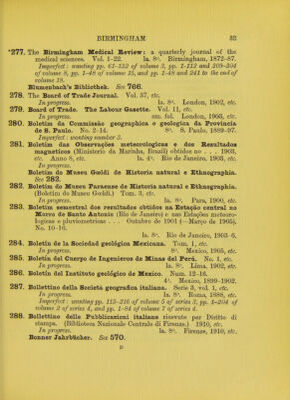 BIRMINGHAM 33
*277. The Birmingham Medical Review: a quarterly journal of the
medical sciences. Vol. 1-22. la. 8º. Birmingham, 1872-87.
Imperfect: wanting pp. 61-132 of volume 3, pp. 1-112 and 209-304
of volume 8, pp. 1-48 of volume 15, and pp. 1-48 and 241 to the end of
volume 18.
Blumenbach's Bibliothek. See 766.
278. The Board of Trade Journal. Vol. 37, etc.
In progress. la. 8º. London, 1902, etc.
279. Board of Trade. The Labour Gazette. Vol. 11, etc.
In progress. sm. fol. London, 1903, etc.
280. Boletim da Commissão geographica e geologica da Provincia
de S. Paulo. No. 2-14. 8º. S. Paulo, 1889-97.
Imperfect: wanting number 3.
281. Boletim das Observações meteorologicas e dos Resultados
magneticos (Ministerio da Marinha, Brazil) obtidos no . . . 1903,
etc. Anno 8, etc. la. 4º. Rio de Janeiro, 1903, etc.
In progress.
Boletim do Museu Goeldi de Historia natural e Ethnographia.
See 282.
282. Boletim do Museu Paraense de Historia natural e Ethnographia.
(Boletim do Museu Goeldi.) Tom. 3, etc.
In progress. la. 8º. Para, 1900, etc.
283. Boletim semestral dos resultados obtidos na Estação central no
Morro de Santo Antonio (Rio de Janeiro) e nas Estações meteoro-
logicas e pluviometricas . . . Outubro de 1901 (—Março de 1905).
No. 10-16.
la. 8º. Rio de Janeiro, 1903-6.
284. Boletin de la Sociedad geológica Mexicana. Tom. 1, etc.
In progress. 8º. Mexico, 1905, etc.
285. Boletin del Cuerpo de Ingenieros de Minas del Perú. No. 1, etc.
In progress. la. 8º. Lima, 1902, etc.
286. Boletin del Instituto geológico de Mexico. Num. 12-16.
4º. Mexico, 1899-1902.
287. Bollettino della Società geografica italiana. Serie 3, vol. 1, etc.
In progress. la. 8º. Roma, 1888, etc.
Imperfect: wanting pp. 113-216 of volume 5 of series 3, pp. 1-204 of
volume 2 of series 4, and pp. 1-84 of volume 7 of series 4.
288. Bollettino delle Pubblicazioni italiane ricevute per Diritto di
stampa. (Biblioteca Nazionale Centrale di Firenze.) 1910, etc.
In progress. la. 8º. Firenze, 1910, etc.
Bonner Jahrbücher. See 570.